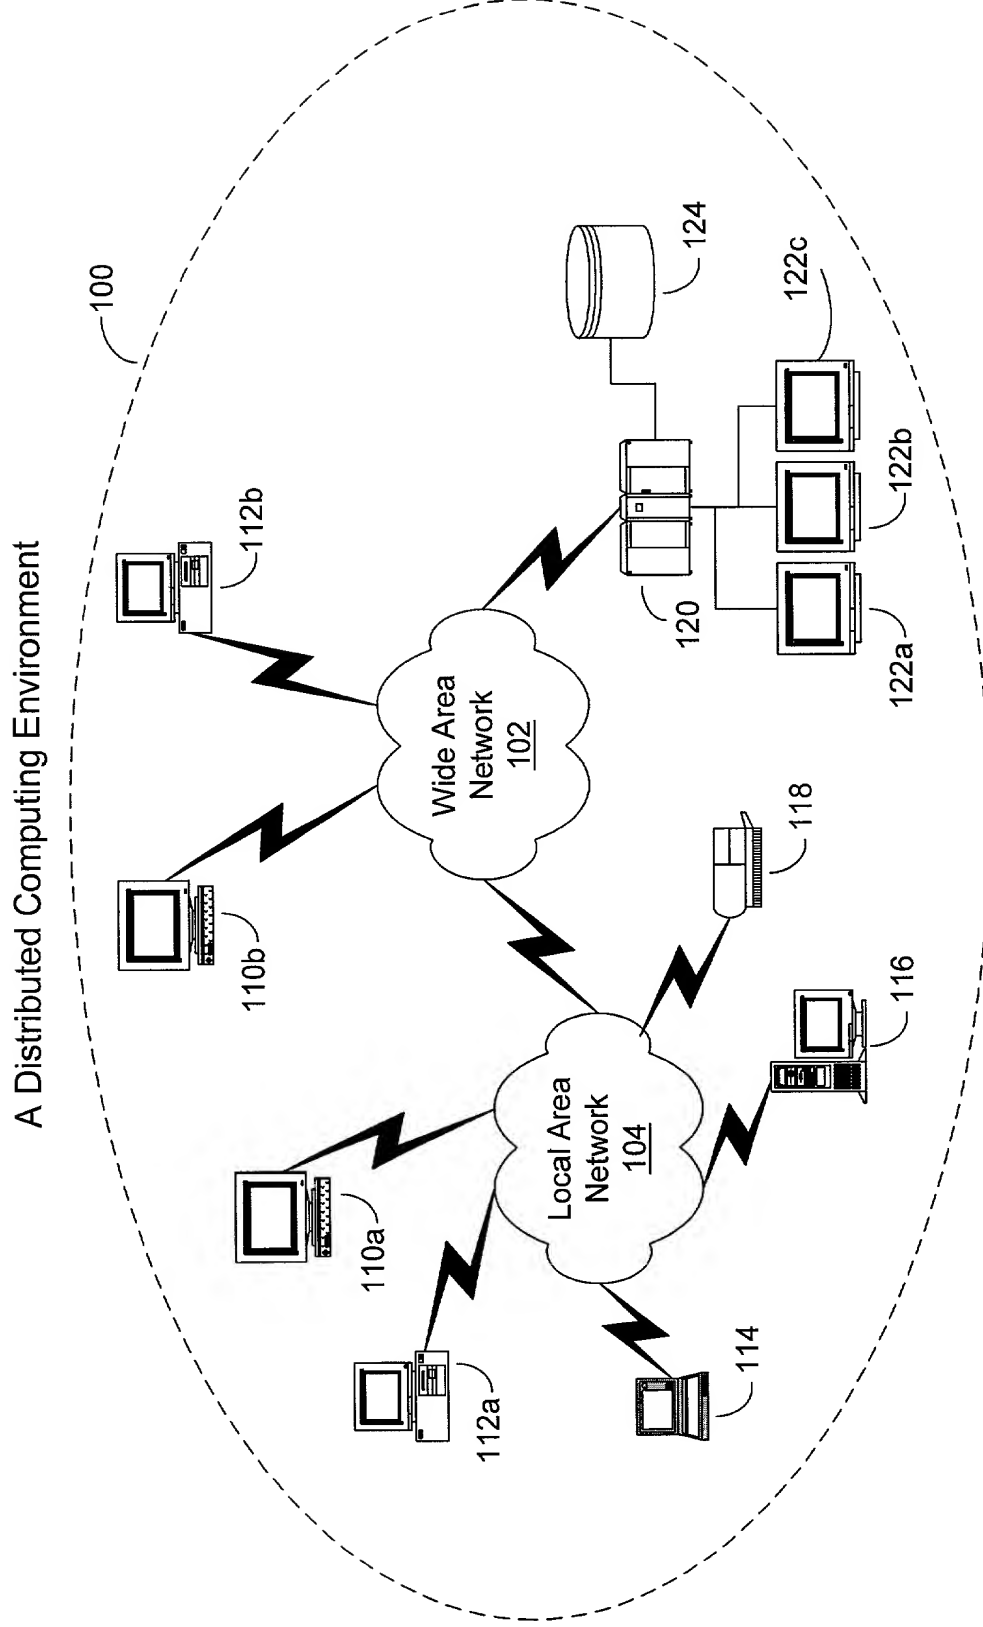 A Distributed Computing Environment
100
112b
110b
124
Wide Area
Network
102
110a
120
122c
112a
Local Area
Network
104
118
122a
122b
114
116